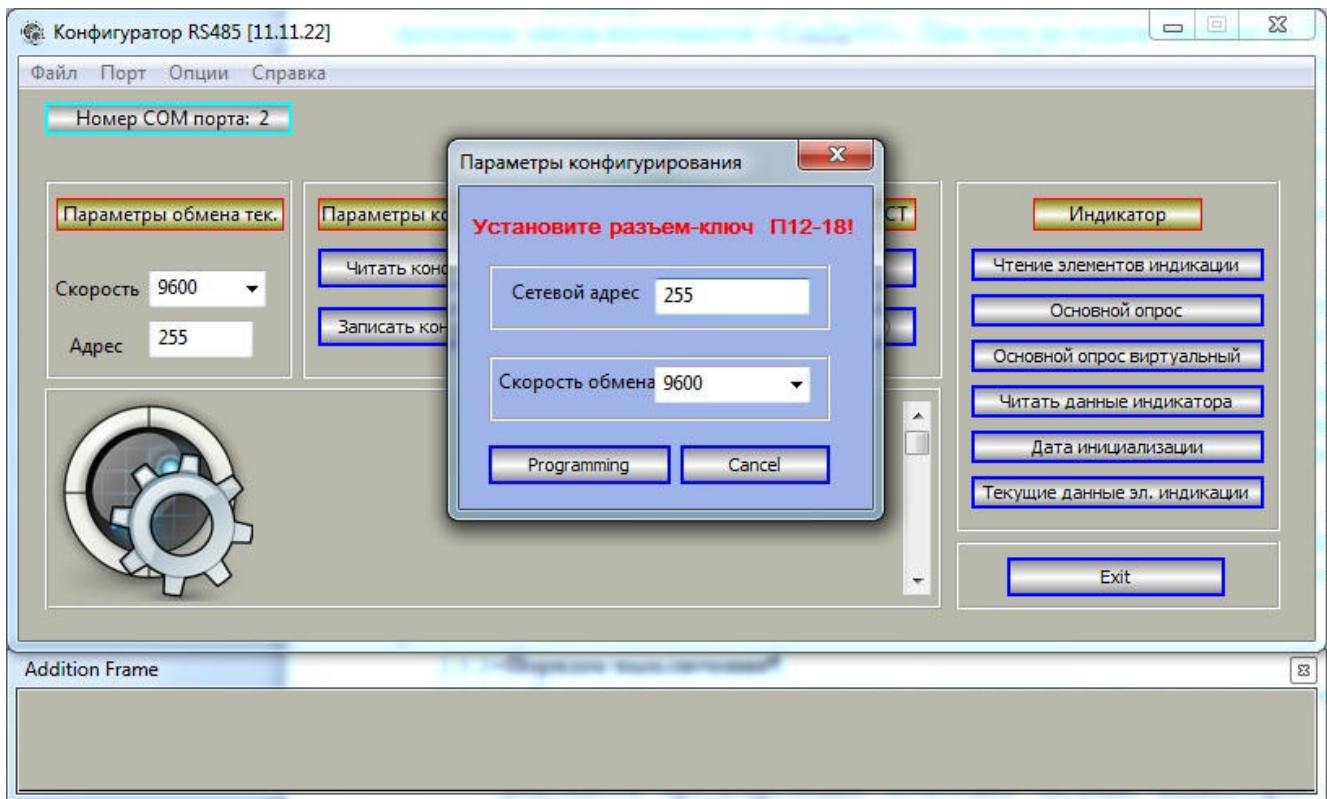 Конфигуратор RS485 [11.11.22]
Файл Порт Опции Справка
Номер COM порта: 2
Параметры обмена тек.
Скорость 9600
Адрес 255
Параметры ко
Читать кон
Записать кон
СТ
Параметры конфигурирования
Установите разъем-ключ П12-18!
Сетевой адрес 255
Скорость обмена 9600
Programming Cancel
Индикатор
Чтение элементов индикации
Основной опрос
Основной опрос виртуальный
Читать данные индикатора
Дата инициализации
Текущие данные эл. индикации
Exit
Addition Frame